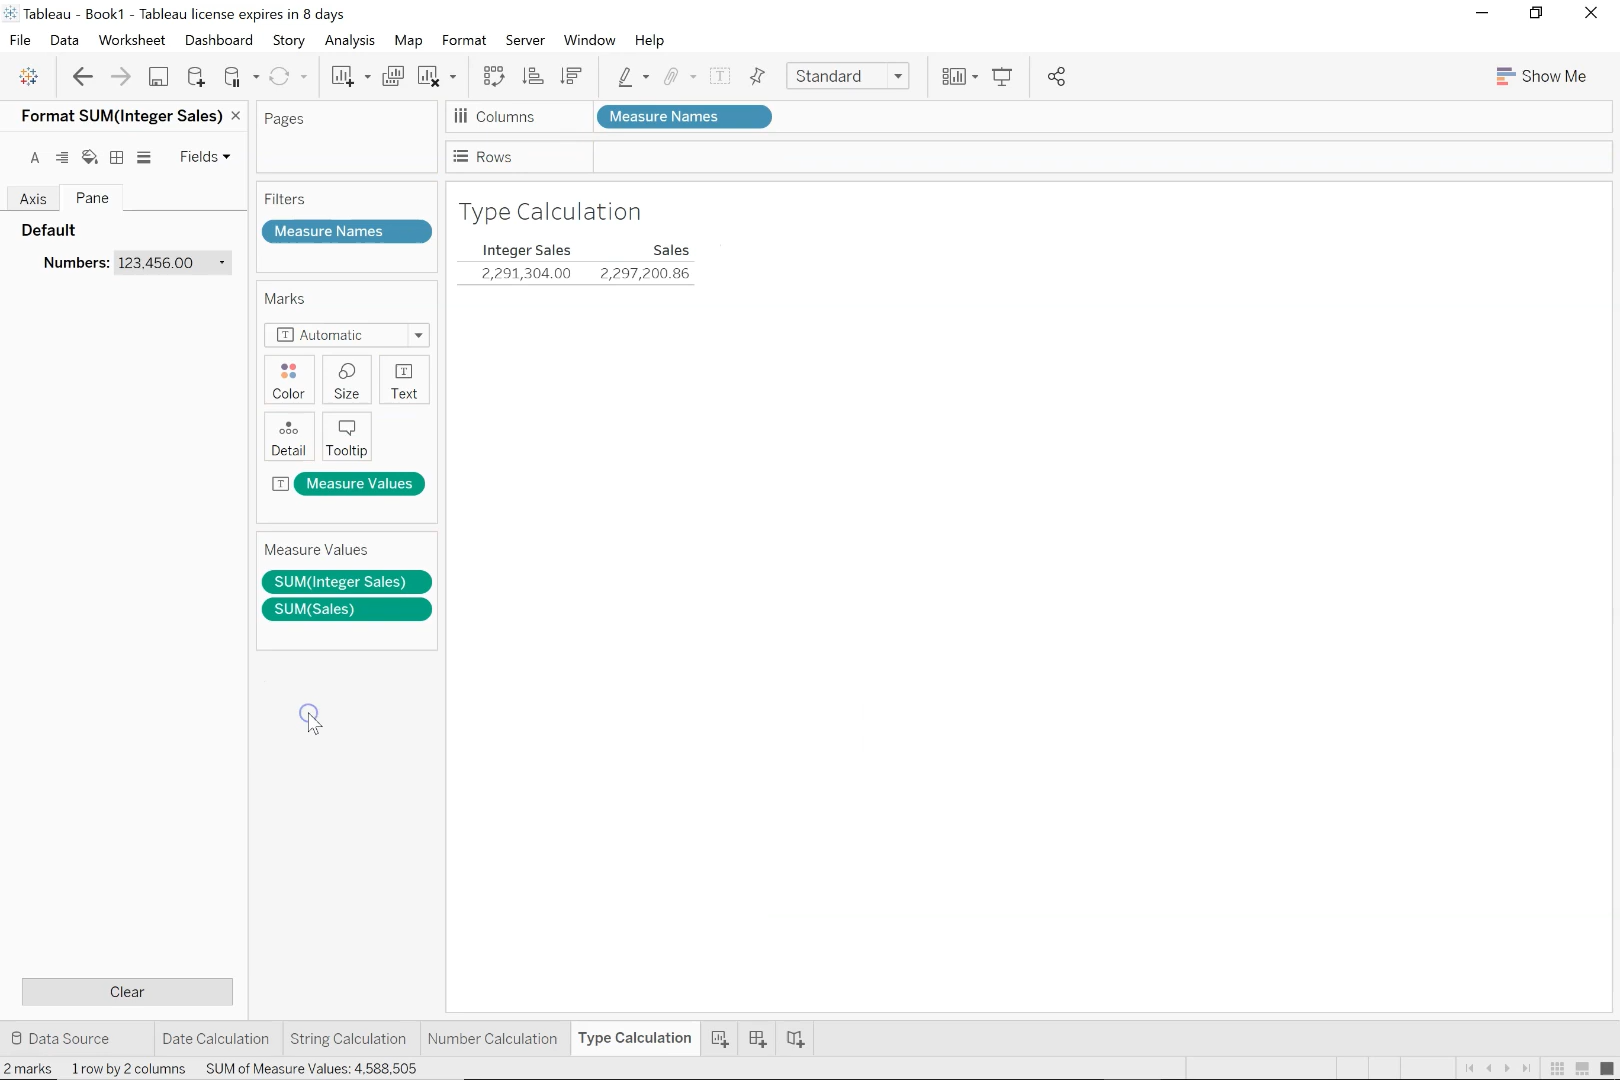 Tableau - Book1 - Tableau license expires in 8 days
File Data Worksheet Dashboard Story Analysis Map Format Server Window Help
Standard
Show Me
Format SUM(Integer Sales)
Fields
Axis
Pane
Default
Numbers: 123,456.00
Clear
Pages
Filters
Measure Names
Marks
Automatic
Color
Size
Text
Detail
Tooltip
Measure Values
Measure Values
SUM(Integer Sales)
SUM(Sales)
Columns
Measure Names
Rows
Type Calculation
Integer Sales Sales
2,291,304.00 2,297,200.86
Data Source Date Calculation String Calculation Number Calculation Type Calculation
2 marks 1 row by 2 columns SUM of Measure Values: 4,588,505